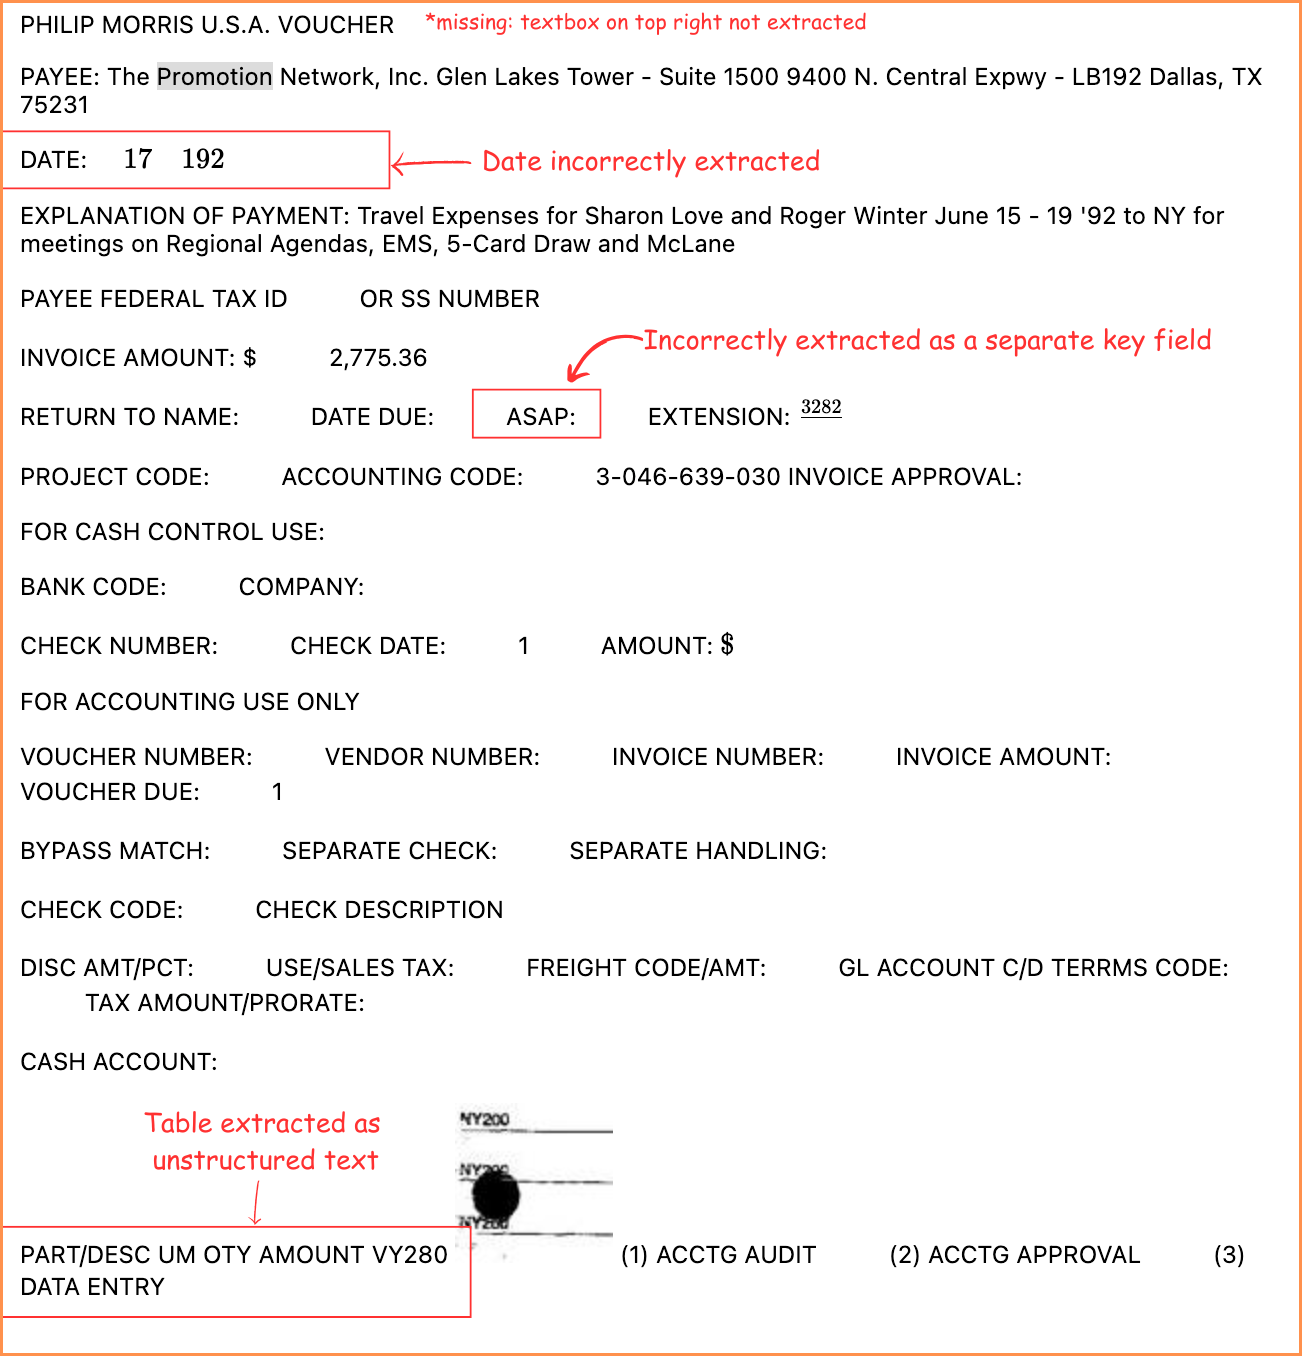 PHILIP MORRIS U.S.A. VOUCHER *missing: textbox on top right not extracted
PAYEE: The Promotion Network, Inc. Glen Lakes Tower - Suite 1500 9400 N. Central Expwy - LB192 Dallas, TX
75231
DATE: 17 192
Date incorrectly extracted
EXPLANATION OF PAYMENT: Travel Expenses for Sharon Love and Roger Winter June 15 - 19 '92 to NY for
meetings on Regional Agendas, EMS, 5-Card Draw and McLane
PAYEE FEDERAL TAX ID OR SS NUMBER
Incorrectly extracted as a separate key field
INVOICE AMOUNT: $ 2,775.36
RETURN TO NAME: DATE DUE: ASAP: EXTENSION: 3282
PROJECT CODE: ACCOUNTING CODE: 3-046-639-030 INVOICE APPROVAL:
FOR CASH CONTROL USE:
BANK CODE: COMPANY:
CHECK NUMBER: CHECK DATE: 1 AMOUNT: $
FOR ACCOUNTING USE ONLY
VOUCHER NUMBER: VENDOR NUMBER: INVOICE NUMBER: INVOICE AMOUNT:
VOUCHER DUE: 1
BYPASS MATCH: SEPARATE CHECK: SEPARATE HANDLING:
CHECK CODE: CHECK DESCRIPTION
DISC AMT/PCT: USE/SALES TAX: FREIGHT CODE/AMT: GL ACCOUNT C/D TERRMS CODE:
TAX AMOUNT/PRORATE:
CASH ACCOUNT:
Table extracted as
unstructured text
NY200
NY200
NY200
PART/DESC UM OTY AMOUNT VY280 (1) ACCTG AUDIT (2) ACCTG APPROVAL (3)
DATA ENTRY